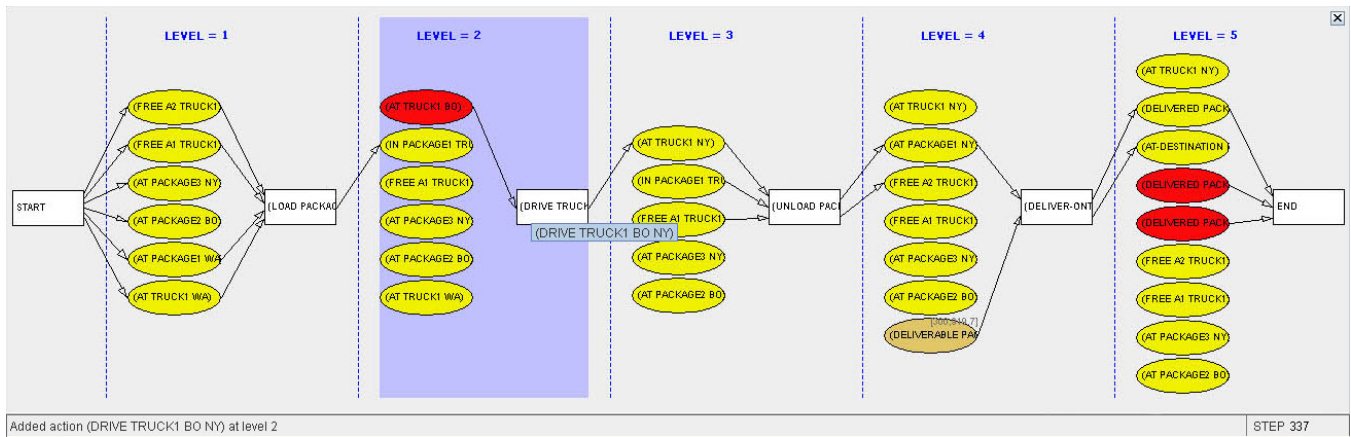 LEVEL = 1
LEVEL = 2
LEVEL = 3
LEVEL = 4
LEVEL = 5
START
(FREE A2 TRUCK1)
(FREE A1 TRUCK1)
(AT PACKAGE3 NY)
(AT PACKAGE2 BO)
(AT PACKAGE1 WA
(AT TRUCK1 WA)
(LOAD PACKAG
(AT TRUCK1 BO)
(IN PACKAGE1 TRU
(FREE A1 TRUCK1)
(AT PACKAGE3 NY)
(AT PACKAGE2 BO)
(AT TRUCK1 WA)
(DRIVE TRUCK
(DRIVE TRUCK1 BO NY)
(AT TRUCK1 NY)
(IN PACKAGE1 TRU
(FREE A1 TRUCK1)
(AT PACKAGE3 NY)
(AT PACKAGE2 BO)
(UNLOAD PACK
(AT TRUCK1 NY)
(AT PACKAGE1 NY)
(FREE A2 TRUCK1)
(FREE A1 TRUCK1)
(AT PACKAGE3 NY)
(AT PACKAGE2 BO)
(DELIVERABLE PAC
(DELIVER-ONT
(AT TRUCK1 NY)
(DELIVERED PACK
(AT-DESTINATION
(DELIVERED PACK
(DELIVERED PACK
(FREE A2 TRUCK1)
(FREE A1 TRUCK1)
(AT PACKAGE3 NY)
(AT PACKAGE2 BO)
END
Added action (DRIVE TRUCK1 BO NY) at level 2
STEP 337